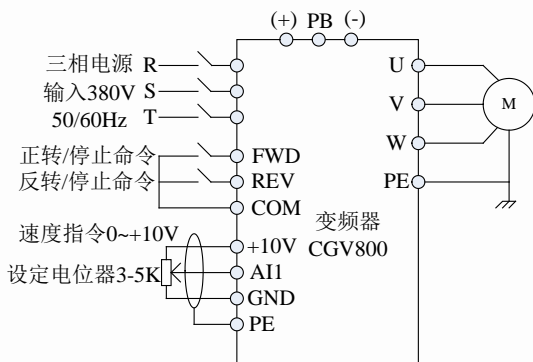 (+) PB (-)
三相电源 R
输入380V S
50/60Hz T
U
V
W
PE
M
正转/停止命令 FWD
反转/停止命令 REV
COM
变频器
CGV800
速度指令0~+10V
+10V
设定电位器3-5K
AI1
GND
PE